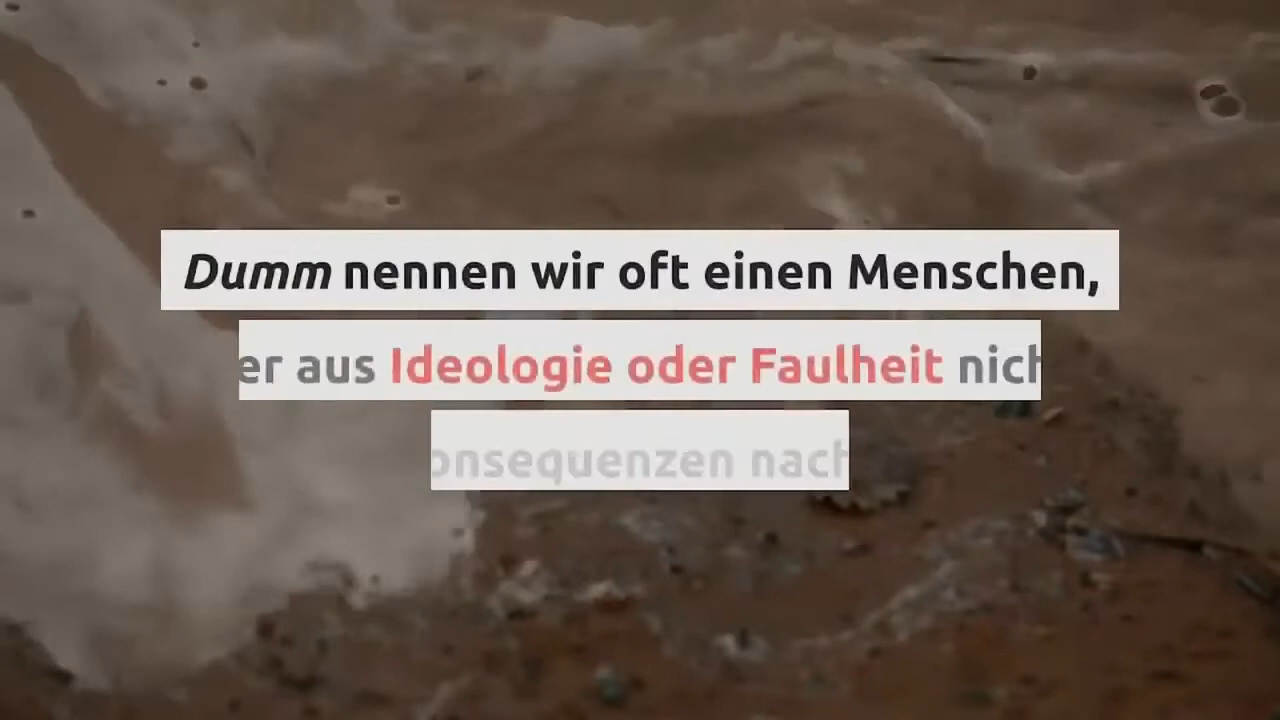 Dumm nennen wir oft einen Menschen,
er aus Ideologie oder Faulheit nich
onsequenzen nach